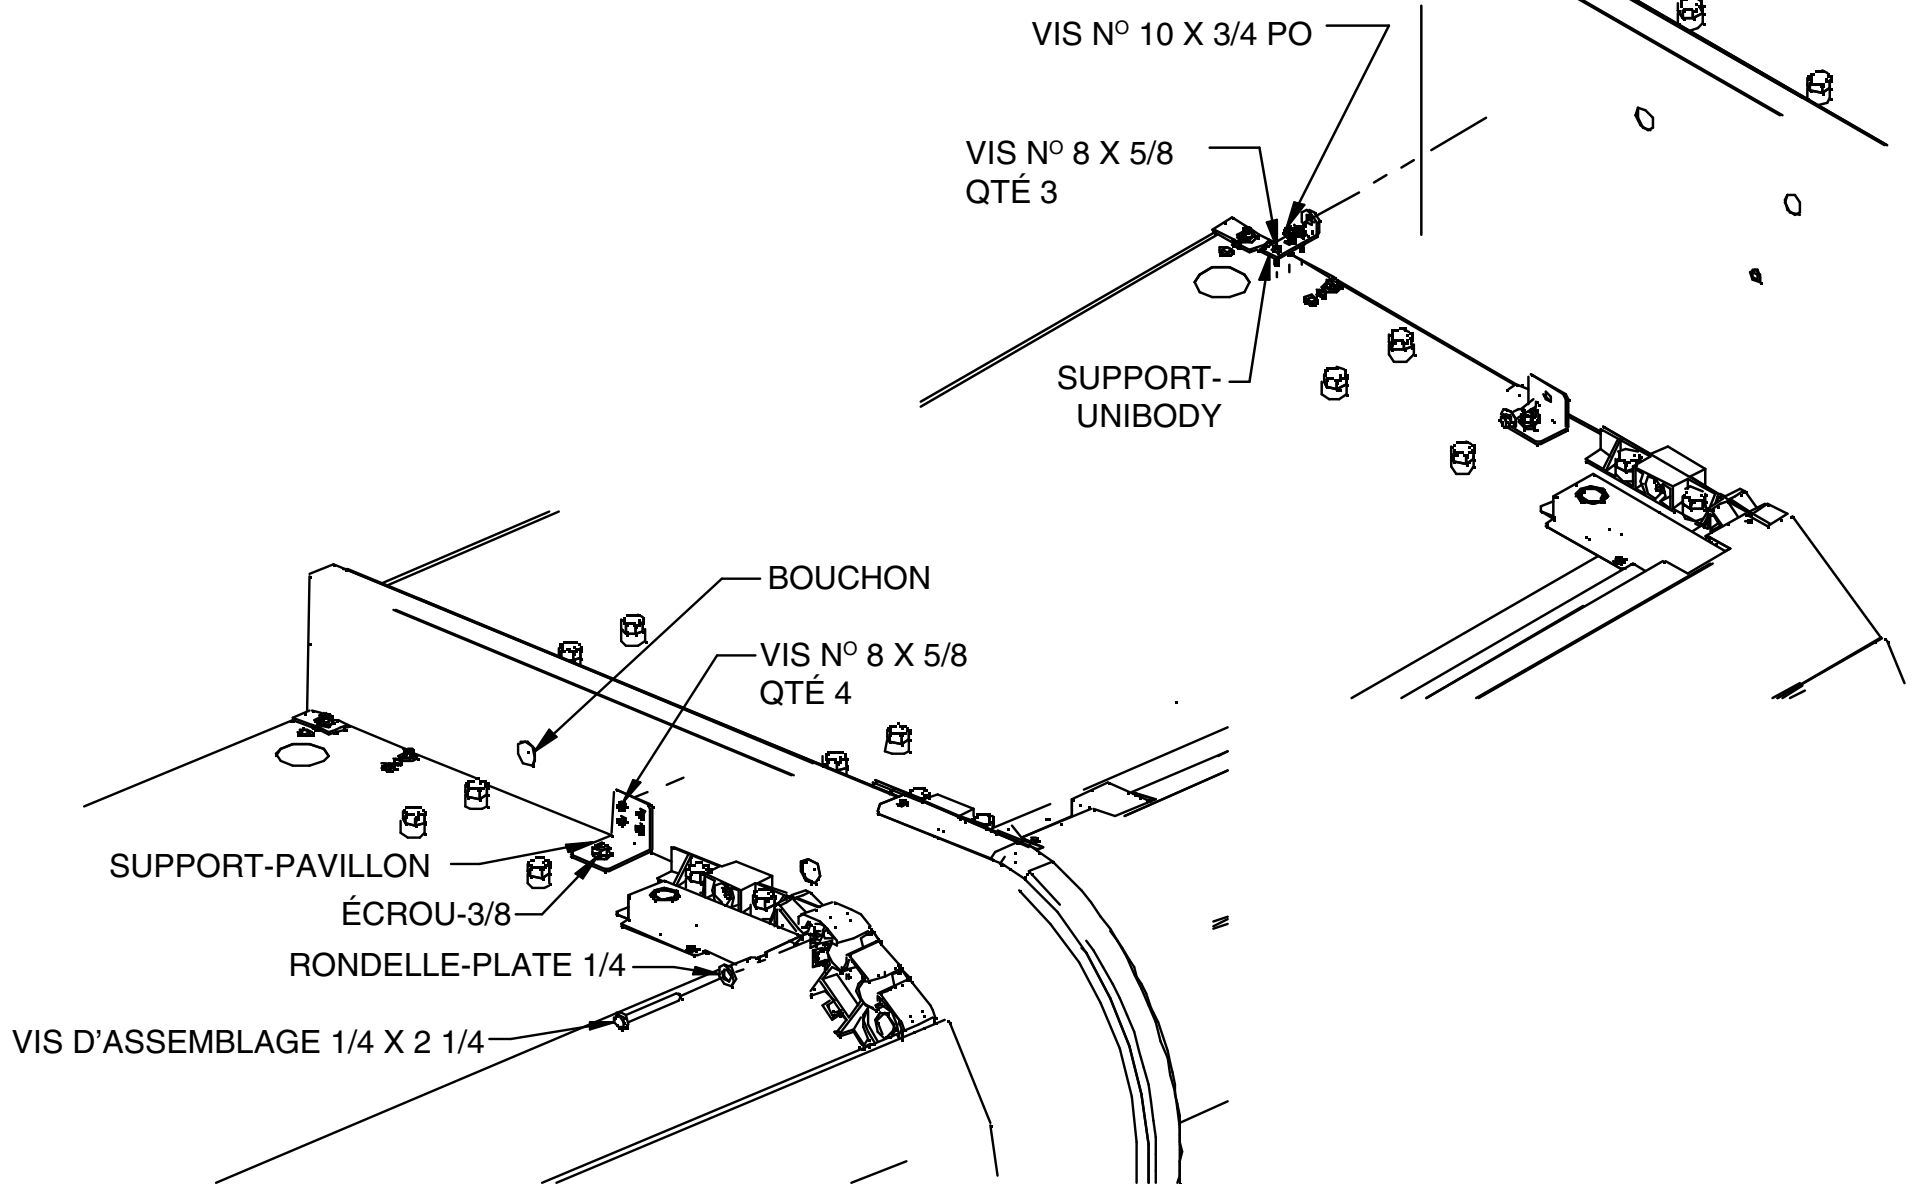 VIS Nº 10 X 3/4 PO
VIS Nº 8 X 5/8
QTÉ 3
SUPPORT-
UNIBODY
BOUCHON
VIS Nº 8 X 5/8
QTÉ 4
SUPPORT-PAVILLON
ÉCROU-3/8
RONDELLE-PLATE 1/4
VIS D’ASSEMBLAGE 1/4 X 2 1/4